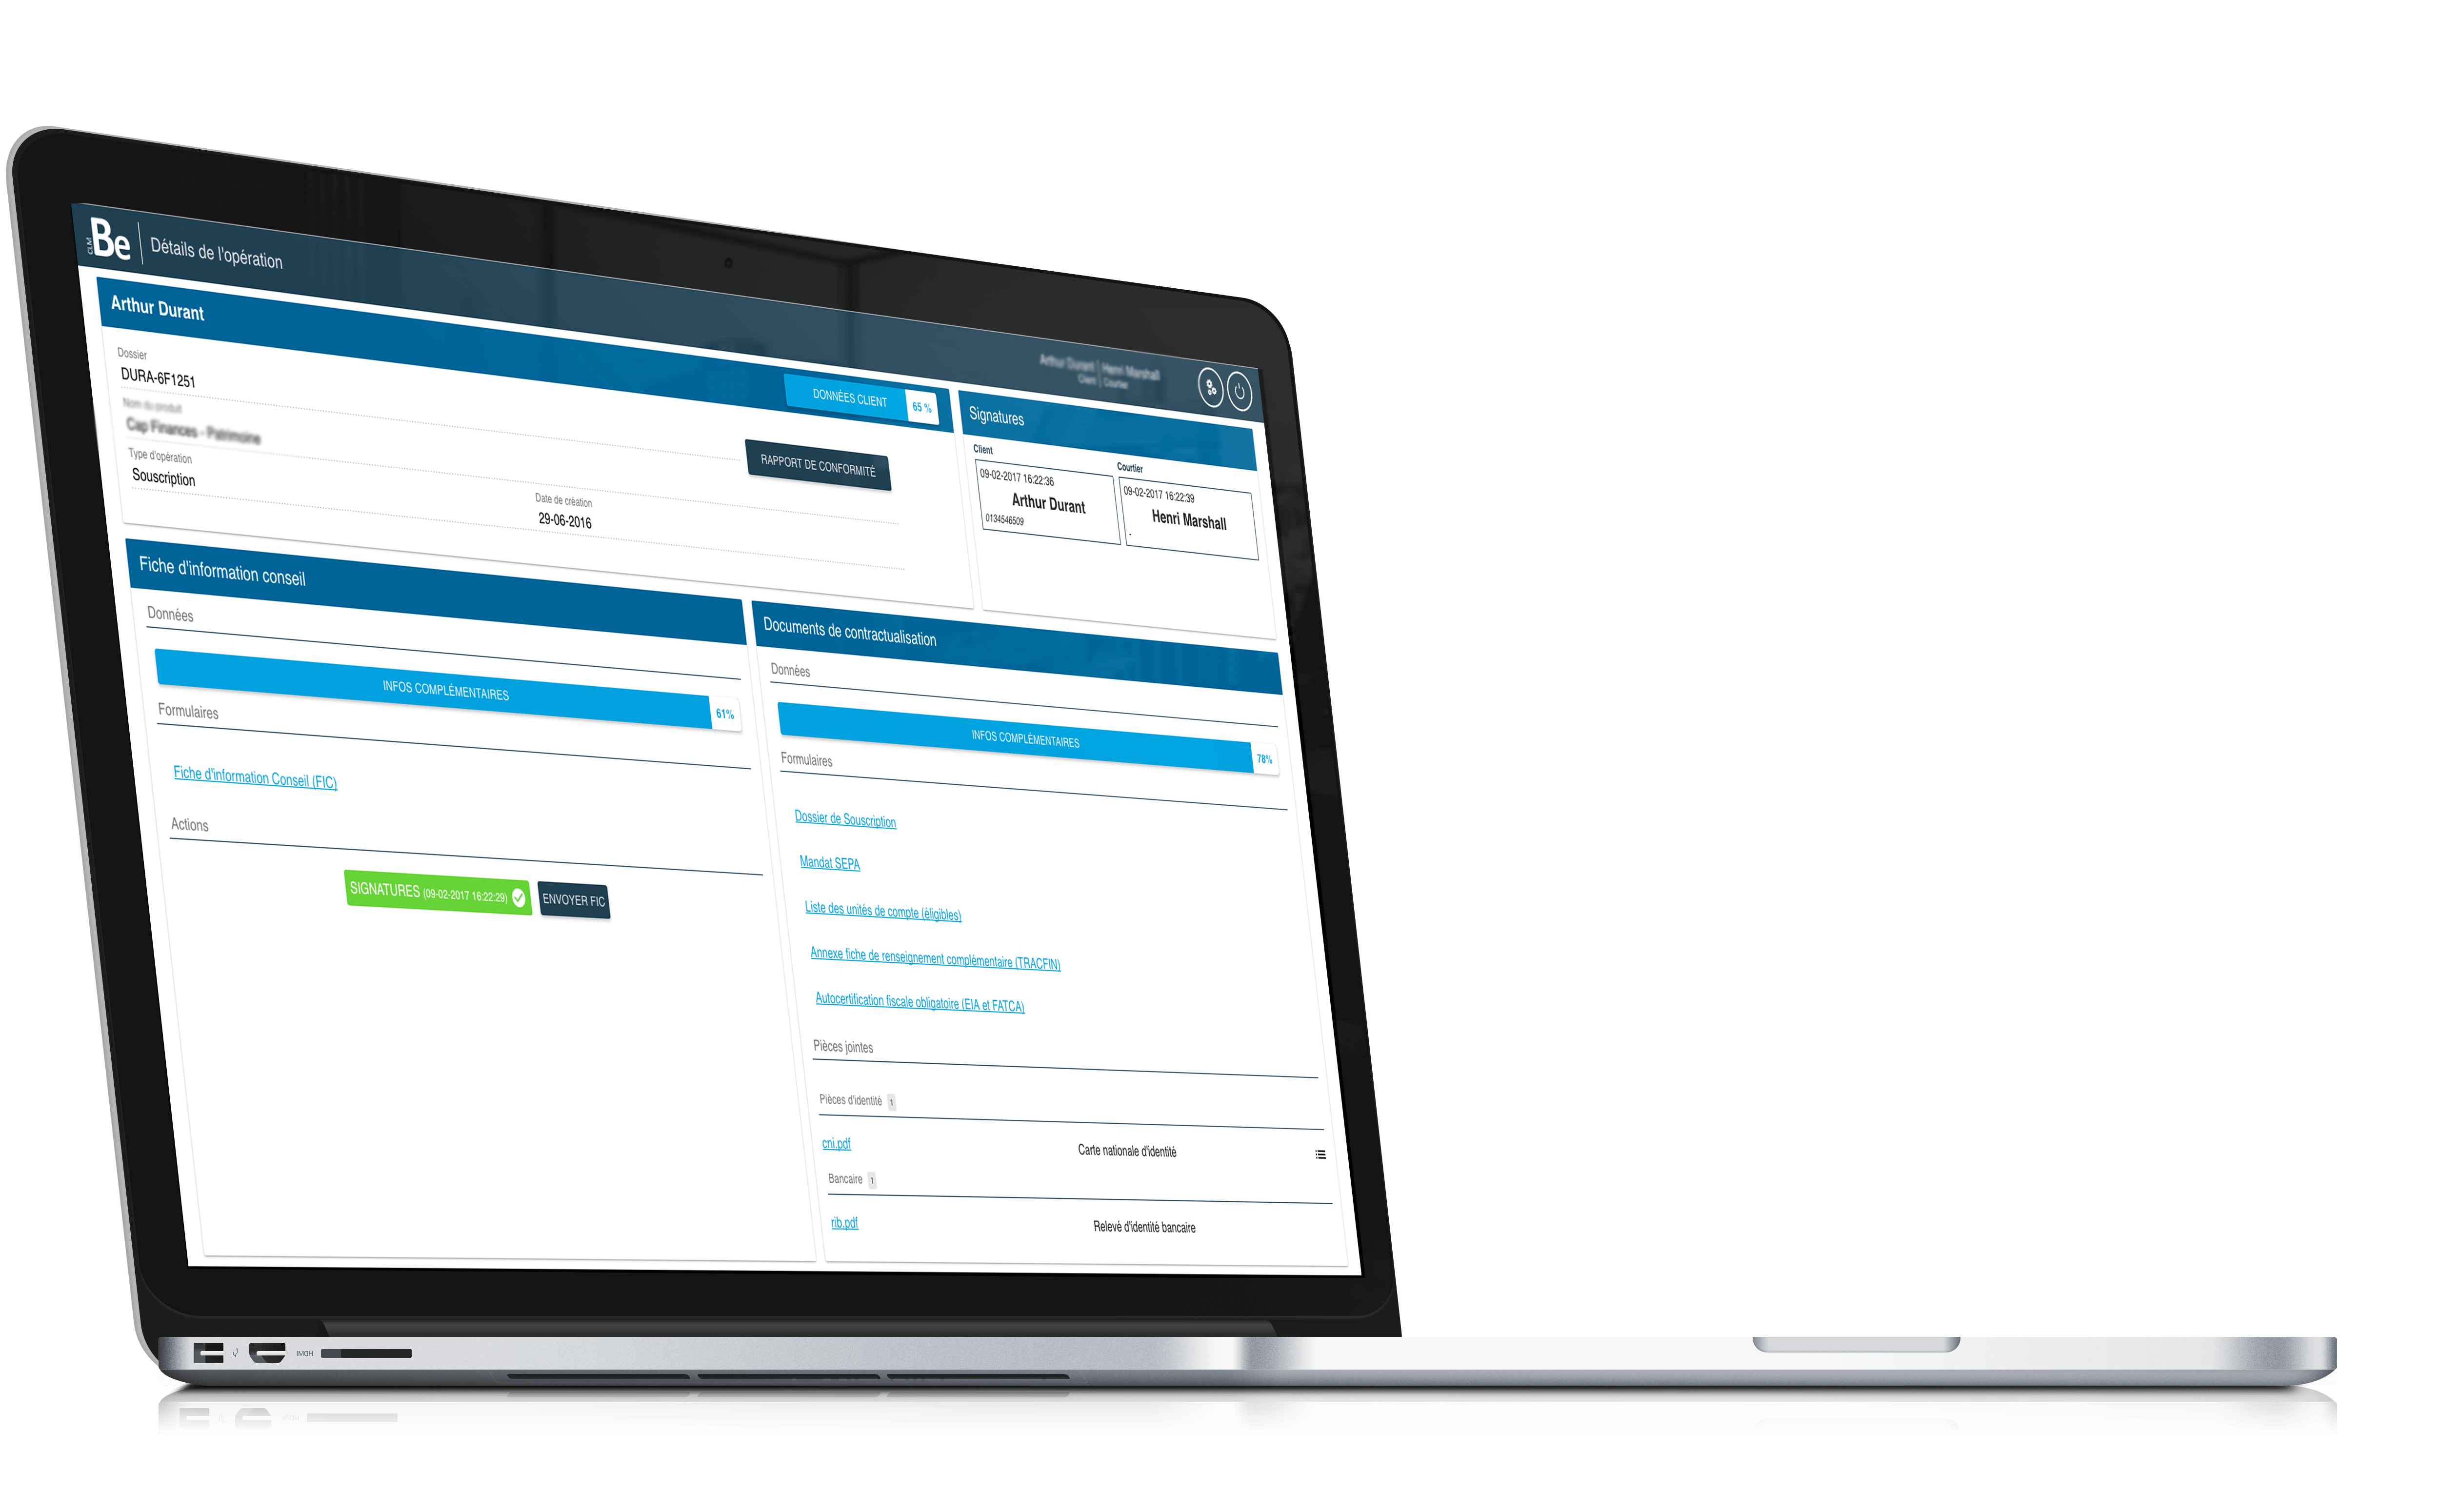 CLM
Be
Détails de l'opération
Arthur Durant | Henri Marshall
Client | Courtier
Arthur Durant
DONNÉES CLIENT 65 %
Dossier
DURA-6F1251
RAPPORT DE CONFORMITÉ
Nom du produit
Cap Finances - Patrimoine
Type d'opération
Souscription
Date de création
29-06-2016
Signatures
Client
09-02-2017 16:22:36
Arthur Durant
0134546509
Courtier
09-02-2017 16:22:39
Henri Marshall
.
Fiche d'information conseil
Données
INFOS COMPLÉMENTAIRES 61%
Formulaires
Fiche d'information Conseil (FIC)
Actions
SIGNATURES (09-02-2017 16:22:29)
ENVOYER FIC
Documents de contractualisation
Données
INFOS COMPLÉMENTAIRES 78%
Formulaires
Dossier de Souscription
Mandat SEPA
Liste des unités de compte (éligibles)
Annexe fiche de renseignement complémentaire (TRACFIN)
Autocertification fiscale obligatoire (EIA et FATCA)
Pièces jointes
Pièces d'identité 1
cni.pdf Carte nationale d'identité
Bancaire 1
rib.pdf Relevé d'identité bancaire
HDMI